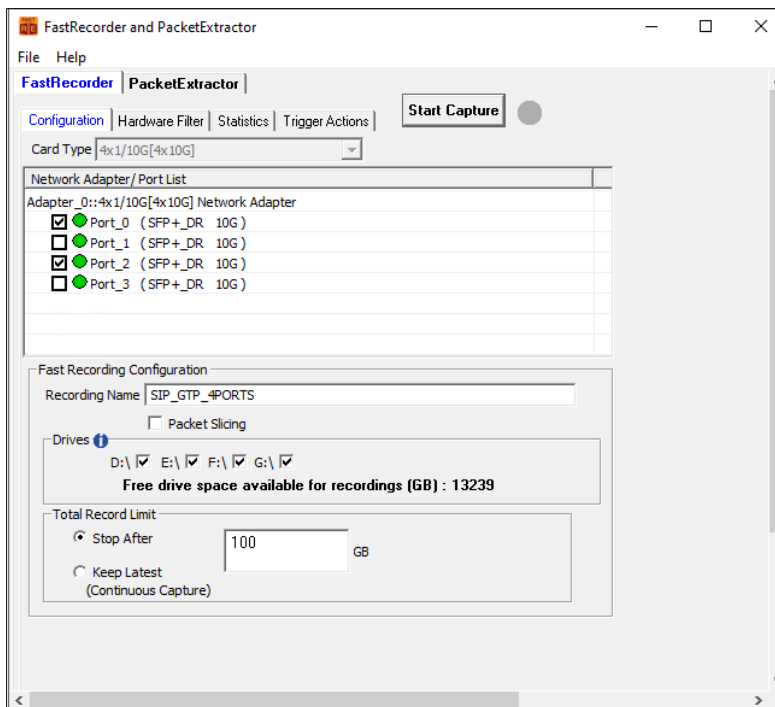 FastRecorder and PacketExtractor
File Help
FastRecorder PacketExtractor
Start Capture
Configuration Hardware Filter Statistics Trigger Actions
Card Type 4x1/10G[4x10G]
Network Adapter/ Port List
Adapter_0::4x1/10G[4x10G] Network Adapter
Port_0 ( SFP+_DR 10G )
Port_1 ( SFP+_DR 10G )
Port_2 ( SFP+_DR 10G )
Port_3 ( SFP+_DR 10G )
Fast Recording Configuration
Recording Name SIP_GTP_4PORTS
Packet Slicing
Drives
D:\ E:\ F:\ G:\
Free drive space available for recordings (GB) : 13239
Total Record Limit
Stop After 100 GB
Keep Latest
(Continuous Capture)